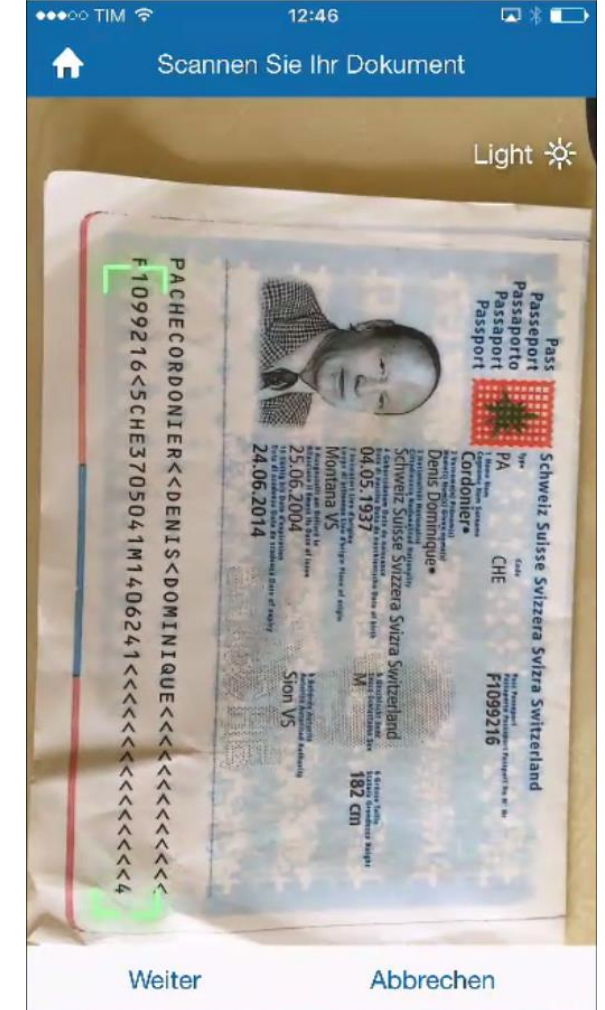 TIM 12:46
Scannen Sie Ihr Dokument
Light
Pass
Passeport
Passaporto
Passaport
Passport
Schweiz Suisse Svizzera Svizra Switzerland
Type
Code
PA
CHE
F1099216
Cordonier•
Denis Dominique•
Schweiz Suisse Svizzera Svizra Switzerland
04.05.1937
M
182 cm
Montana VS
25.06.2004
Sion VS
24.06.2014
PACHECORDONIER<<DENIS<DOMINIQUE<<<<<<<<<<<<<
F1099216<5CHE3705041M1406241<<<<<<<<<<<<<<<4
Weiter
Abbrechen